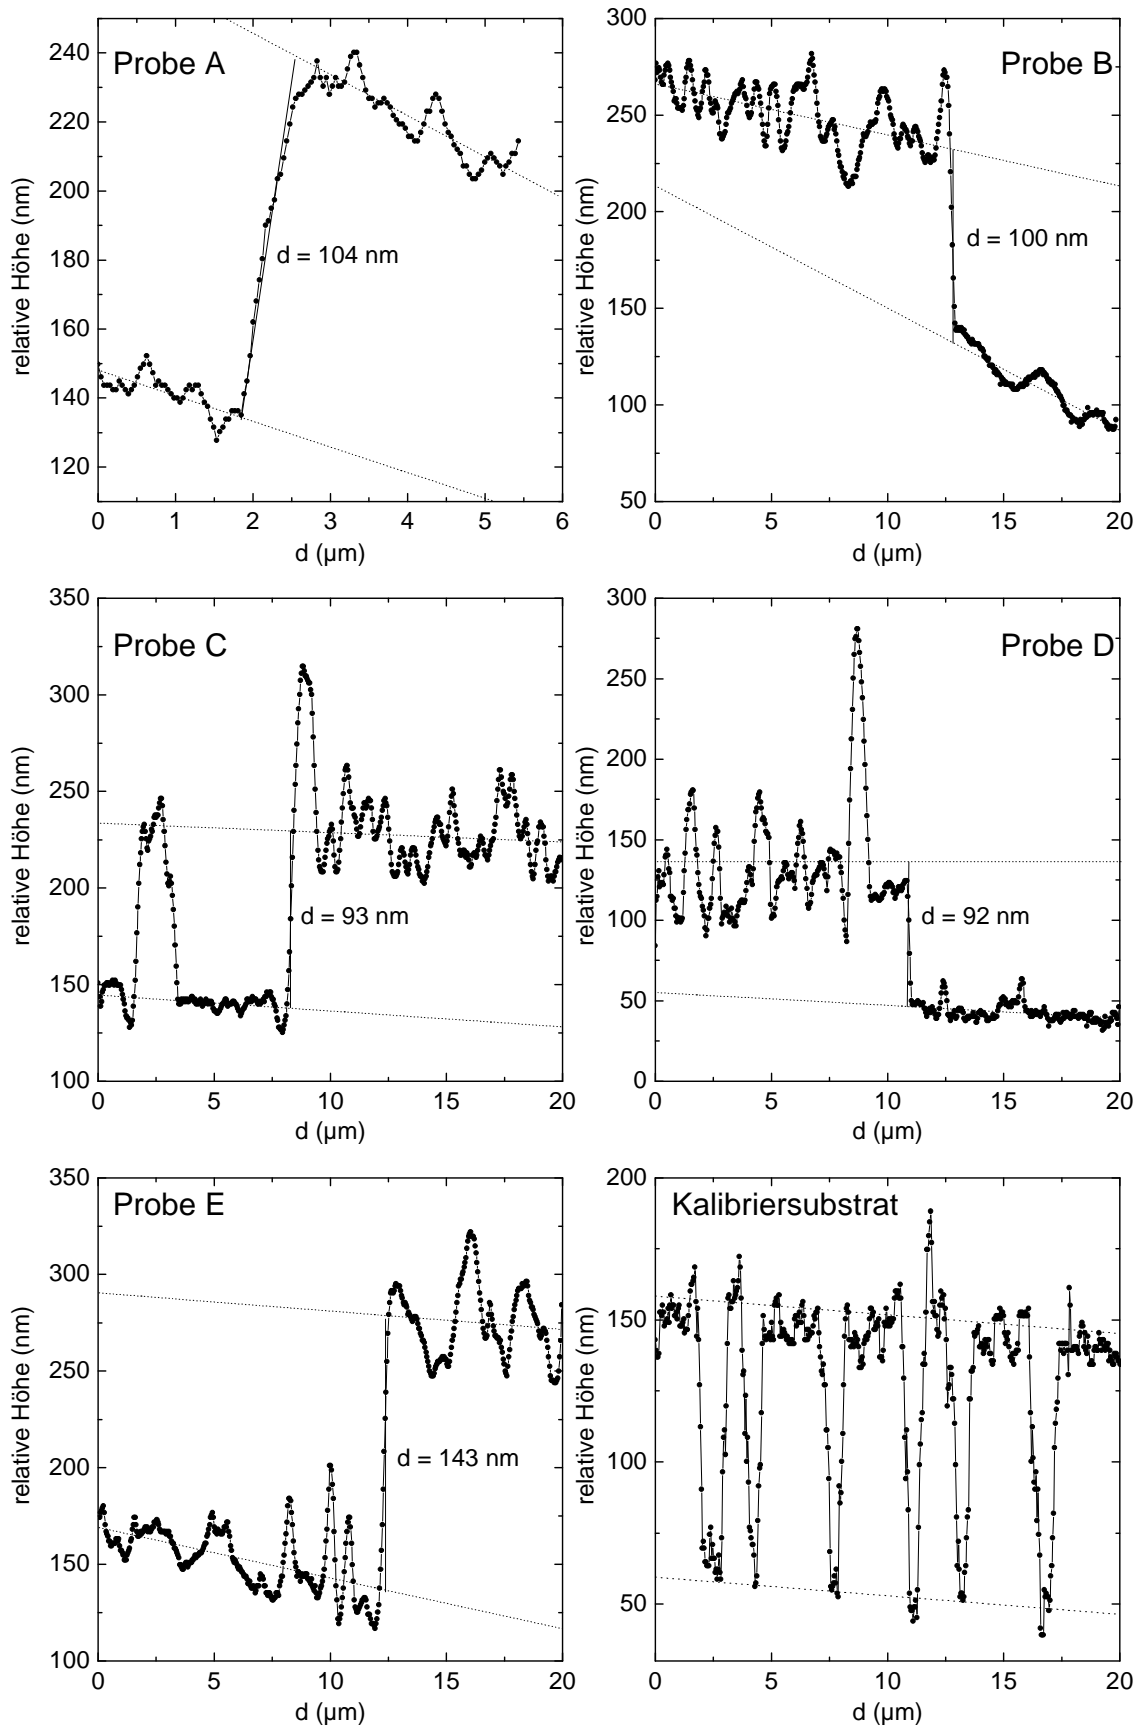 Probe A
relative Höhe (nm)
240
220
200
180
160
140
120
d = 104 nm
0 1 2 3 4 5 6
d (µm)
Probe B
relative Höhe (nm)
300
250
200
150
100
50
d = 100 nm
0 5 10 15 20
d (µm)
Probe C
relative Höhe (nm)
350
300
250
200
150
100
d = 93 nm
0 5 10 15 20
d (µm)
Probe D
relative Höhe (nm)
300
250
200
150
100
50
0
d = 92 nm
0 5 10 15 20
d (µm)
Probe E
relative Höhe (nm)
350
300
250
200
150
100
d = 143 nm
0 5 10 15 20
d (µm)
Kalibriersubstrat
relative Höhe (nm)
200
150
100
50
0 5 10 15 20
d (µm)